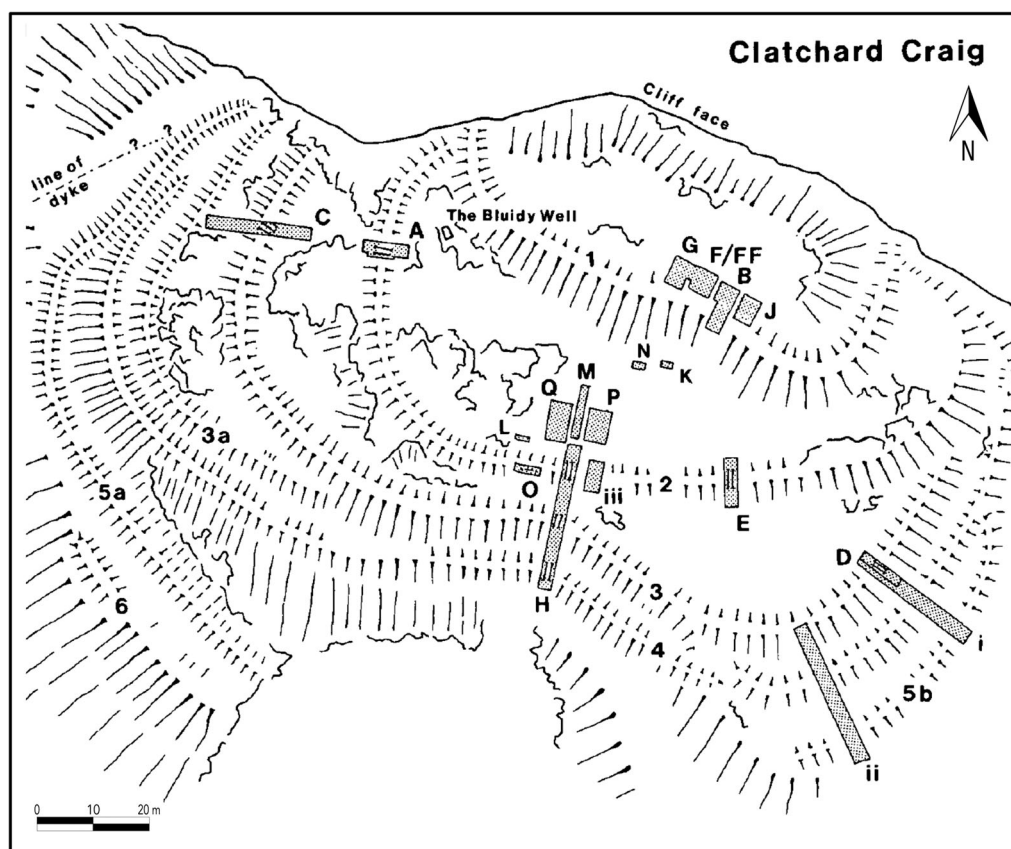 Clatchard Craig
Cliff face
N
line of
dyke
?
?
C
A
The Bluidy Well
1
G
F/FF
B
J
N
K
M
Q
P
L
3a
O
iii
2
E
5a
D
H
3
6
4
i
5b
ii
0 10 20 m